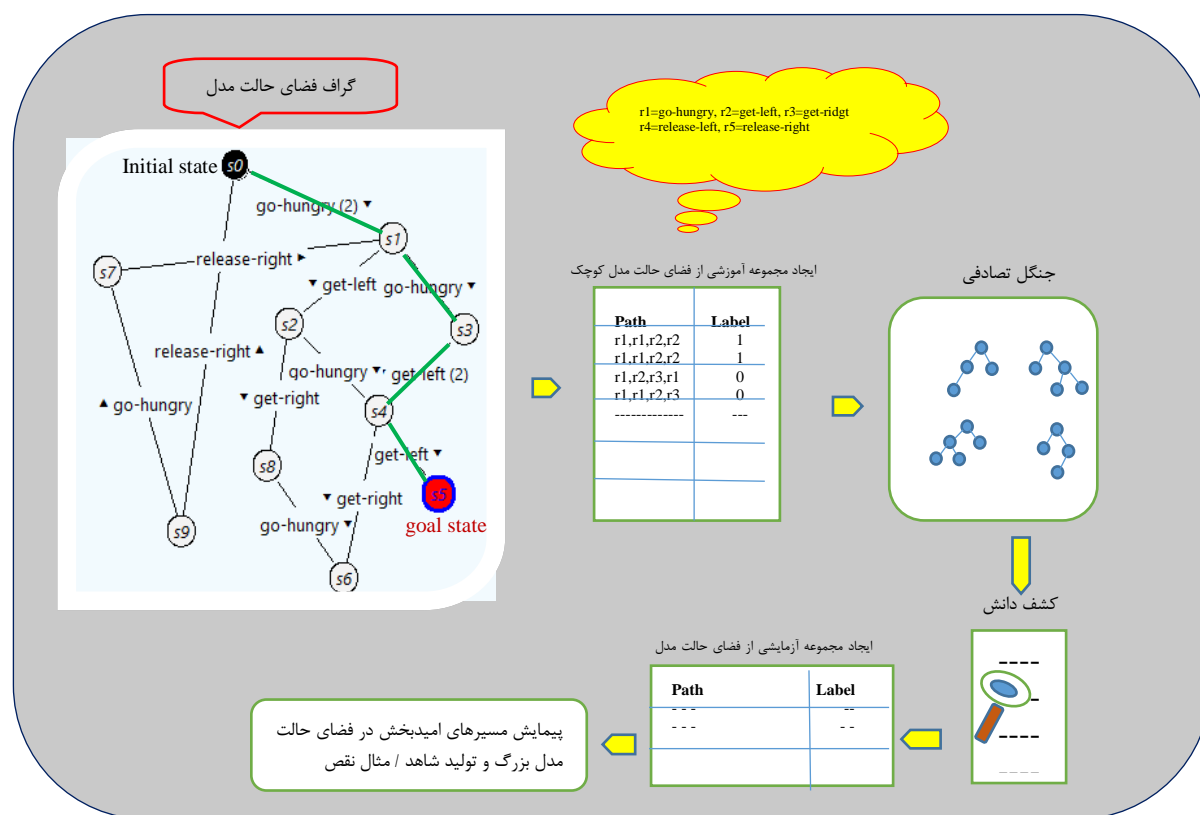 گراف فضای حالت مدل
r1=go-hungry, r2=get-left, r3=get-ridgt
r4=release-left, r5=release-right
Initial state
s0
go-hungry (2) ▼
s1
release-right ►
s7
▼ get-left
go-hungry ▼
s2
s3
release-right ▲
go-hungry ▼
get-left (2)
▲ go-hungry
▼ get-right
s4
get-left ▼
s8
s5
▼ get-right
goal state
go-hungry ▼
s9
s6
ایجاد مجموعه آموزشی از فضای حالت مدل کوچک
Path Label
r1,r1,r2,r2 1
r1,r1,r2,r2 1
r1,r2,r3,r1 0
r1,r1,r2,r3 0
------------- ---
جنگل تصادفی
کشف دانش
----
----
----
ایجاد مجموعه آزمایشی از فضای حالت مدل
Path Label
- - - --
- - - - -
پیمایش مسیرهای امیدبخش در فضای حالت
مدل بزرگ و تولید شاهد / مثال نقض